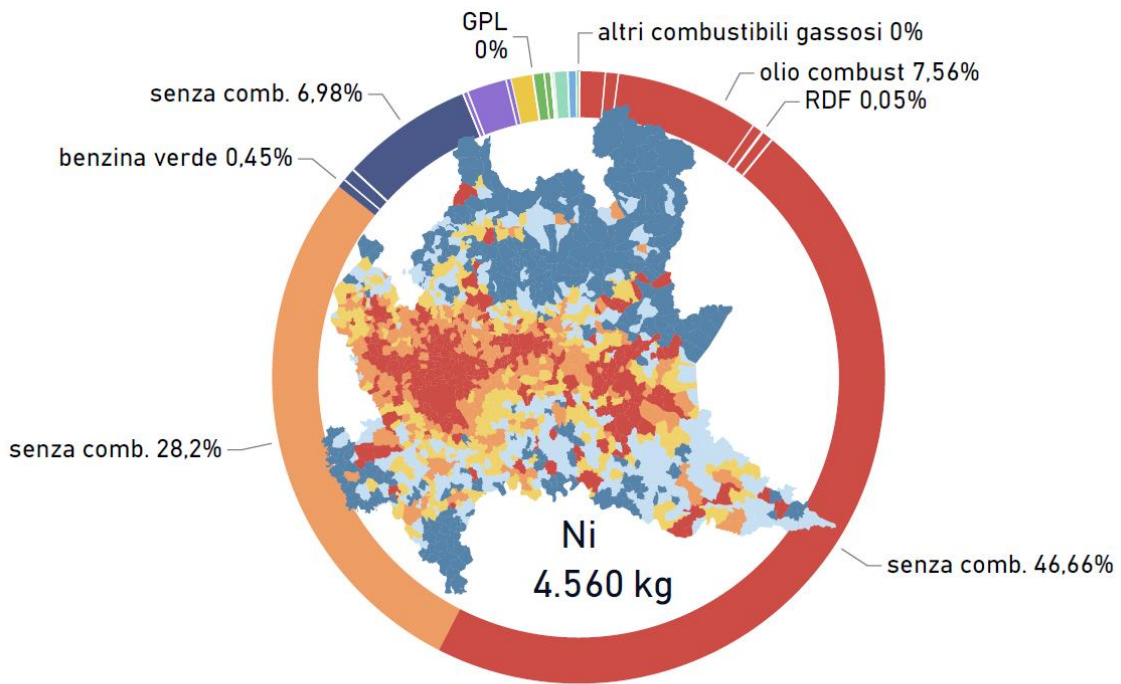 GPL
0%
altri combustibili gassosi 0%
olio combust 7,56%
RDF 0,05%
senza comb. 6,98%
benzina verde 0,45%
senza comb. 28,2%
Ni
4.560 kg
senza comb. 46,66%